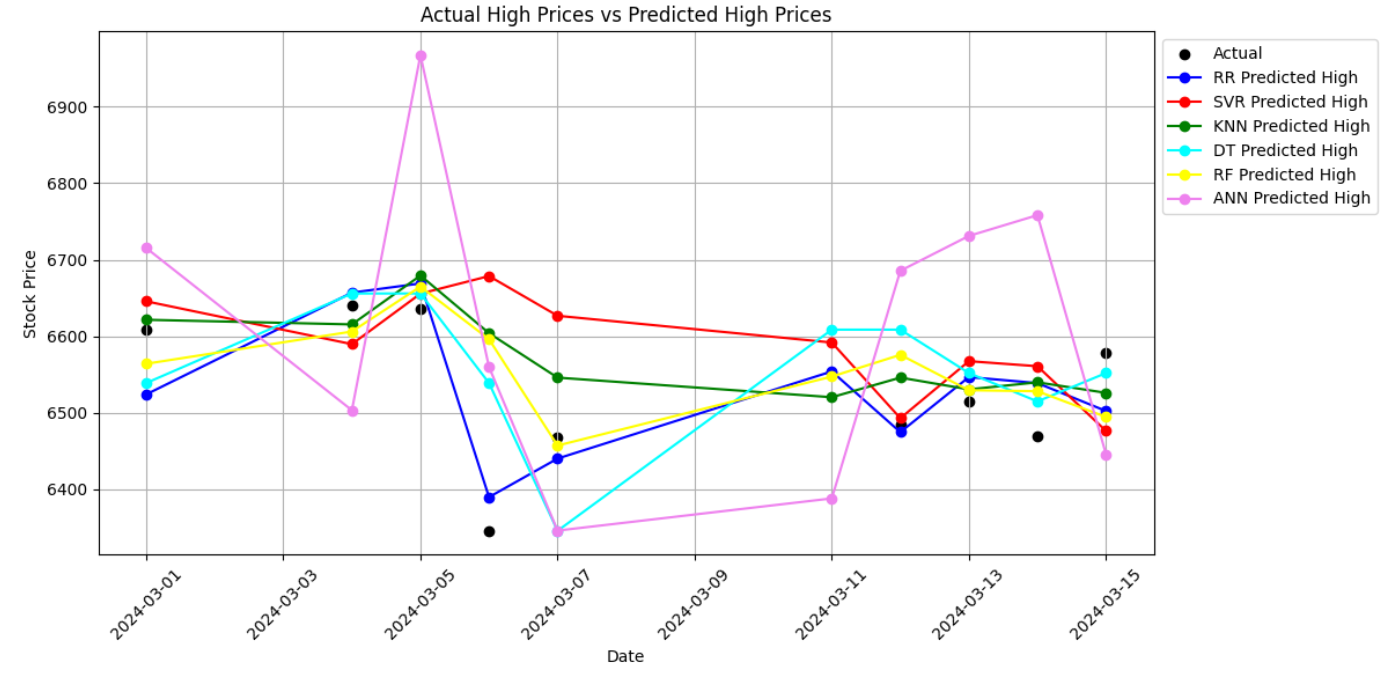 Actual High Prices vs Predicted High Prices
Actual
RR Predicted High
SVR Predicted High
KNN Predicted High
DT Predicted High
RF Predicted High
ANN Predicted High
Stock Price
6900
6800
6700
6600
6500
6400
2024-03-01
2024-03-03
2024-03-05
2024-03-07
2024-03-09
2024-03-11
2024-03-13
2024-03-15
Date